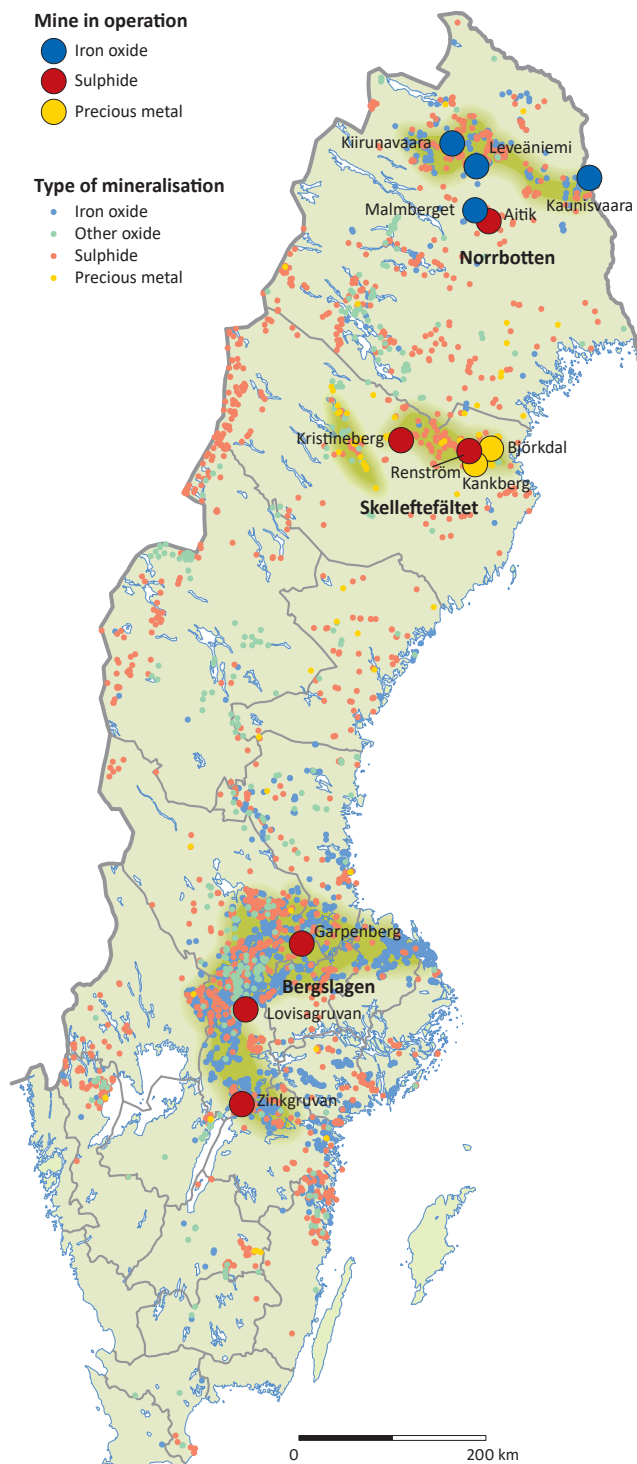 Mine in operation
Iron oxide
Sulphide
Precious metal
Type of mineralisation
Iron oxide
Other oxide
Sulphide
Precious metal
Kiirunavaara
Leveäniemi
Kaunisvaara
Malmberget
Aitik
Norrbotten
Kristineberg
Björkdal
Renström
Kankberg
Skelleftefältet
Garpenberg
Bergslagen
Lovisagruvan
Zinkgruvan
0 200 km